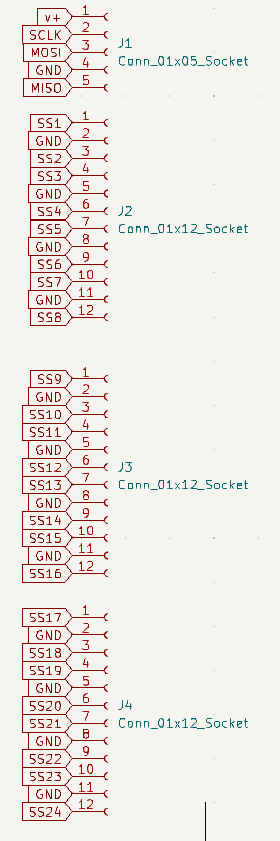 v+ 1
SCLK 2
MOSI 3
GND 4
MISO 5
J1
Conn_01x05_Socket
SS1 1
GND 2
SS2 3
SS3 4
GND 5
SS4 6
SS5 7
GND 8
SS6 9
SS7 10
GND 11
SS8 12
J2
Conn_01x12_Socket
SS9 1
GND 2
SS10 3
SS11 4
GND 5
SS12 6
SS13 7
GND 8
SS14 9
SS15 10
GND 11
SS16 12
J3
Conn_01x12_Socket
SS17 1
GND 2
SS18 3
SS19 4
GND 5
SS20 6
SS21 7
GND 8
SS22 9
SS23 10
GND 11
SS24 12
J4
Conn_01x12_Socket